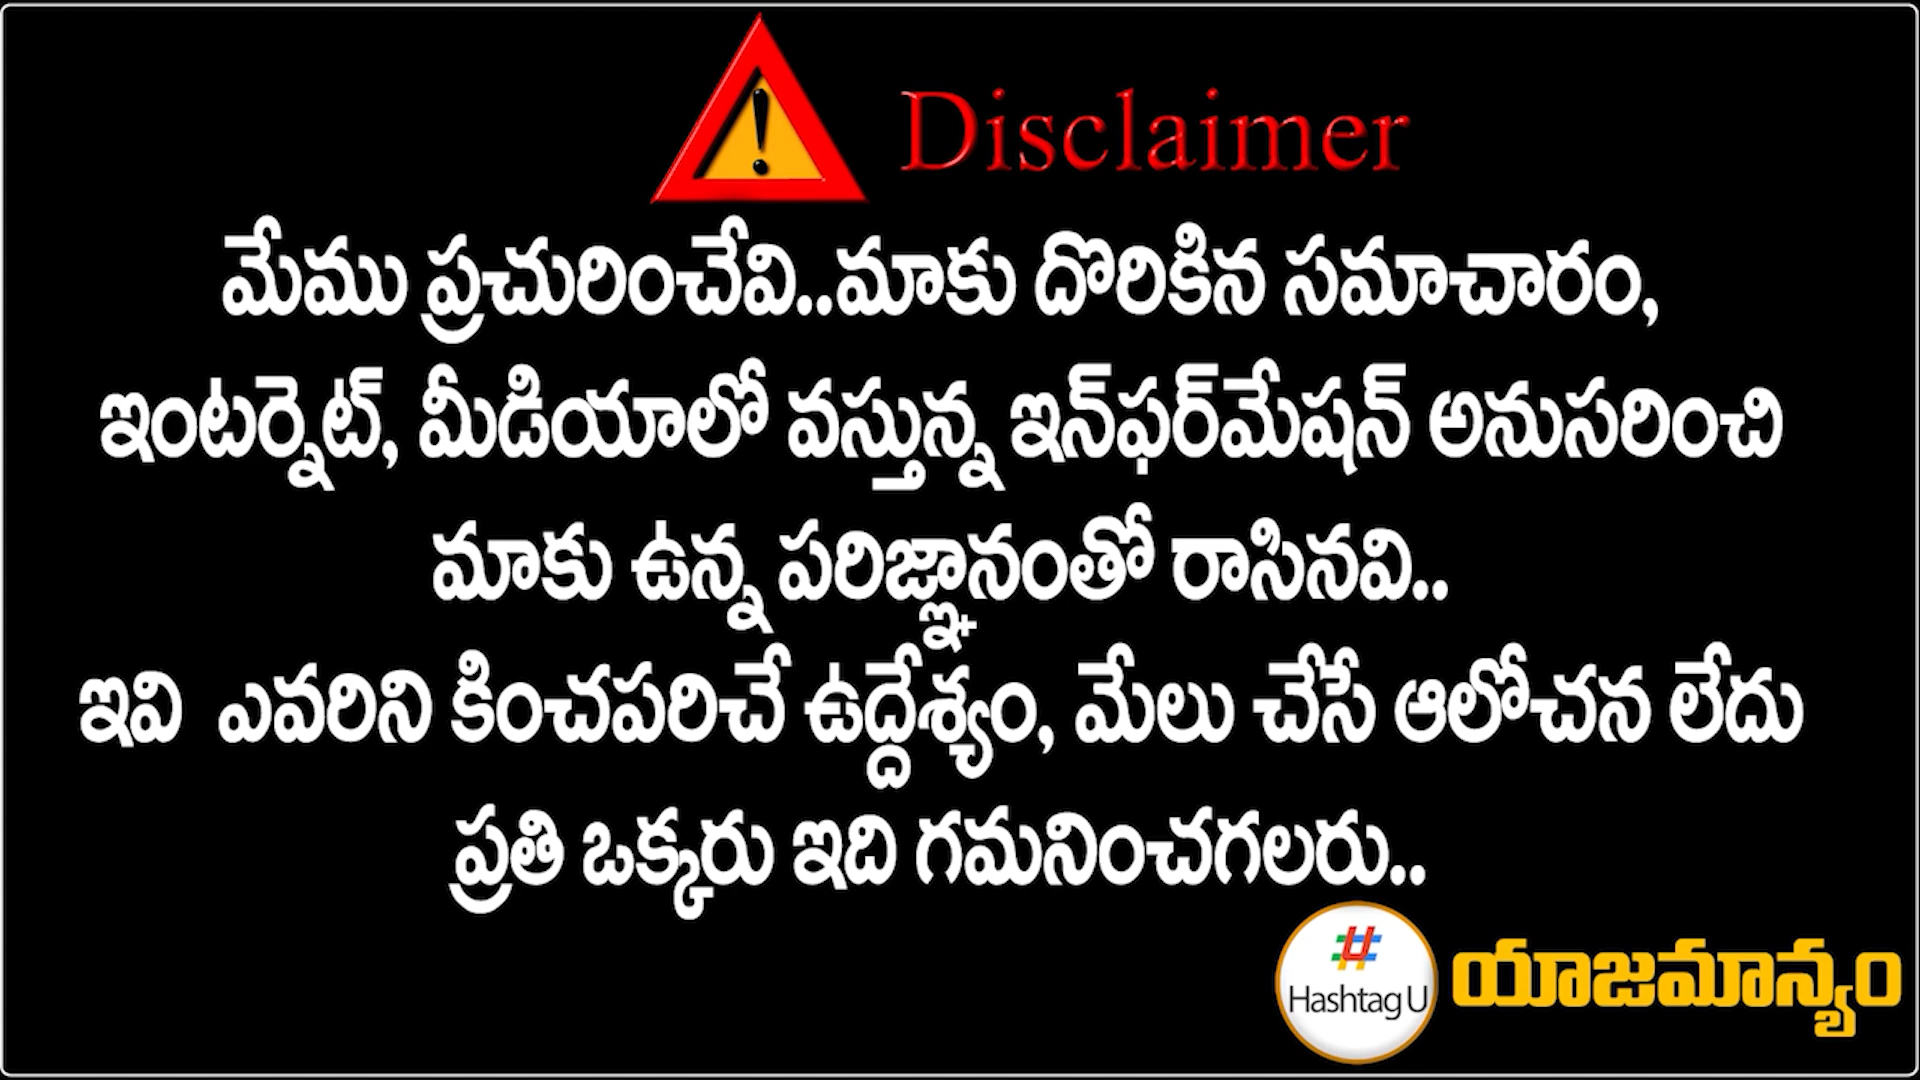 Disclaimer
మేము ప్రచురించేవి..మాకు దొరికిన సమాచారం,
ఇంటర్నెట్, మీడియాలో వస్తున్న ఇన్‌ఫర్‌మేషన్ అనుసరించి
మాకు ఉన్న పరిజ్ఞానంతో రాసినవి..
ఇవి ఎవరిని కించపరిచే ఉద్దేశ్యం, మేలు చేసే ఆలోచన లేదు
ప్రతి ఒక్కరు ఇది గమనించగలరు..
Hashtag U
యాజమాన్యం